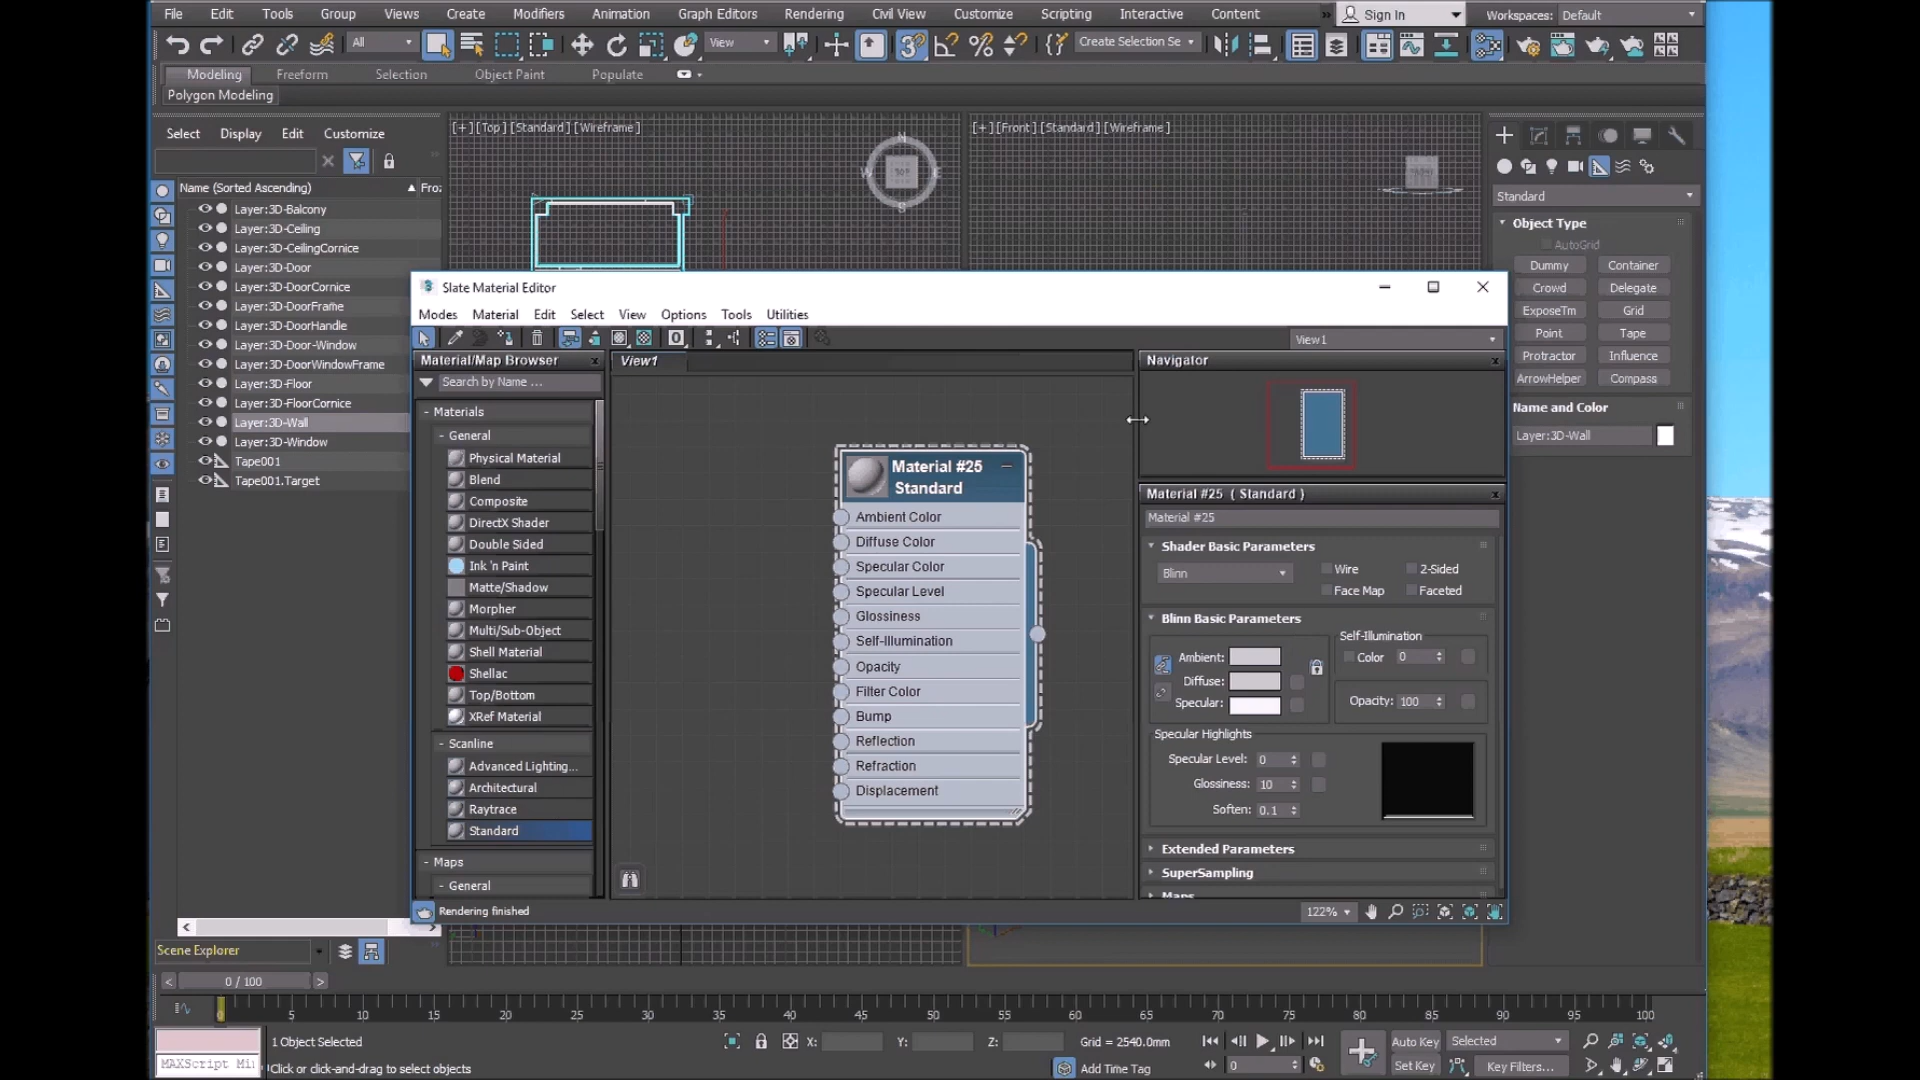 File Edit Tools Group Views Create Modifiers Animation Graph Editors Rendering Civil View Customize Scripting Interactive Content Sign In Workspaces: Default
All View Create Selection Se
Modeling Freeform Selection Object Paint Populate
Polygon Modeling
Select Display Edit Customize
Name (Sorted Ascending) Fro
Layer:3D-Balcony
Layer:3D-Ceiling
Layer:3D-CeilingCornice
Layer:3D-Door
Layer:3D-DoorCornice
Layer:3D-DoorFrame
Layer:3D-DoorHandle
Layer:3D-Door-Window
Layer:3D-DoorWindowFrame
Layer:3D-Floor
Layer:3D-FloorCornice
Layer:3D-Wall
Layer:3D-Window
Tape001
Tape001.Target
Scene Explorer
[+] [Top] [Standard] [Wireframe]
N
W TOP E
S
[+] [Front] [Standard] [Wireframe]
Standard
Object Type
AutoGrid
Dummy Container
Crowd Delegate
ExposeTm Grid
Point Tape
Protractor Influence
ArrowHelper Compass
Name and Color
Layer:3D-Wall
Slate Material Editor
Modes Material Edit Select View Options Tools Utilities
View1
Material/Map Browser
Search by Name ...
- Materials
- General
Physical Material
Blend
Composite
DirectX Shader
Double Sided
Ink 'n Paint
Matte/Shadow
Morpher
Multi/Sub-Object
Shell Material
Shellac
Top/Bottom
XRef Material
- Scanline
Advanced Lighting...
Architectural
Raytrace
Standard
- Maps
- General
Rendering finished
View1
Material #25
Standard
Ambient Color
Diffuse Color
Specular Color
Specular Level
Glossiness
Self-Illumination
Opacity
Filter Color
Bump
Reflection
Refraction
Displacement
Navigator
Material #25 ( Standard )
Material #25
Shader Basic Parameters
Blinn Wire 2-Sided
Face Map Faceted
Blinn Basic Parameters
Self-Illumination
Ambient: Color 0
Diffuse:
Specular: Opacity: 100
Specular Highlights
Specular Level: 0
Glossiness: 10
Soften: 0.1
Extended Parameters
SuperSampling
Maps
122%
< 0 / 100 >
0 5 10 15 20 25 30 35 40 45 50 55 60 65 70 75 80 85 90 95 100
1 Object Selected X: Y: Z: Grid = 2540.0mm Auto Key Selected
MAXScript Mi Click or click-and-drag to select objects Add Time Tag 0 Set Key Key Filters...